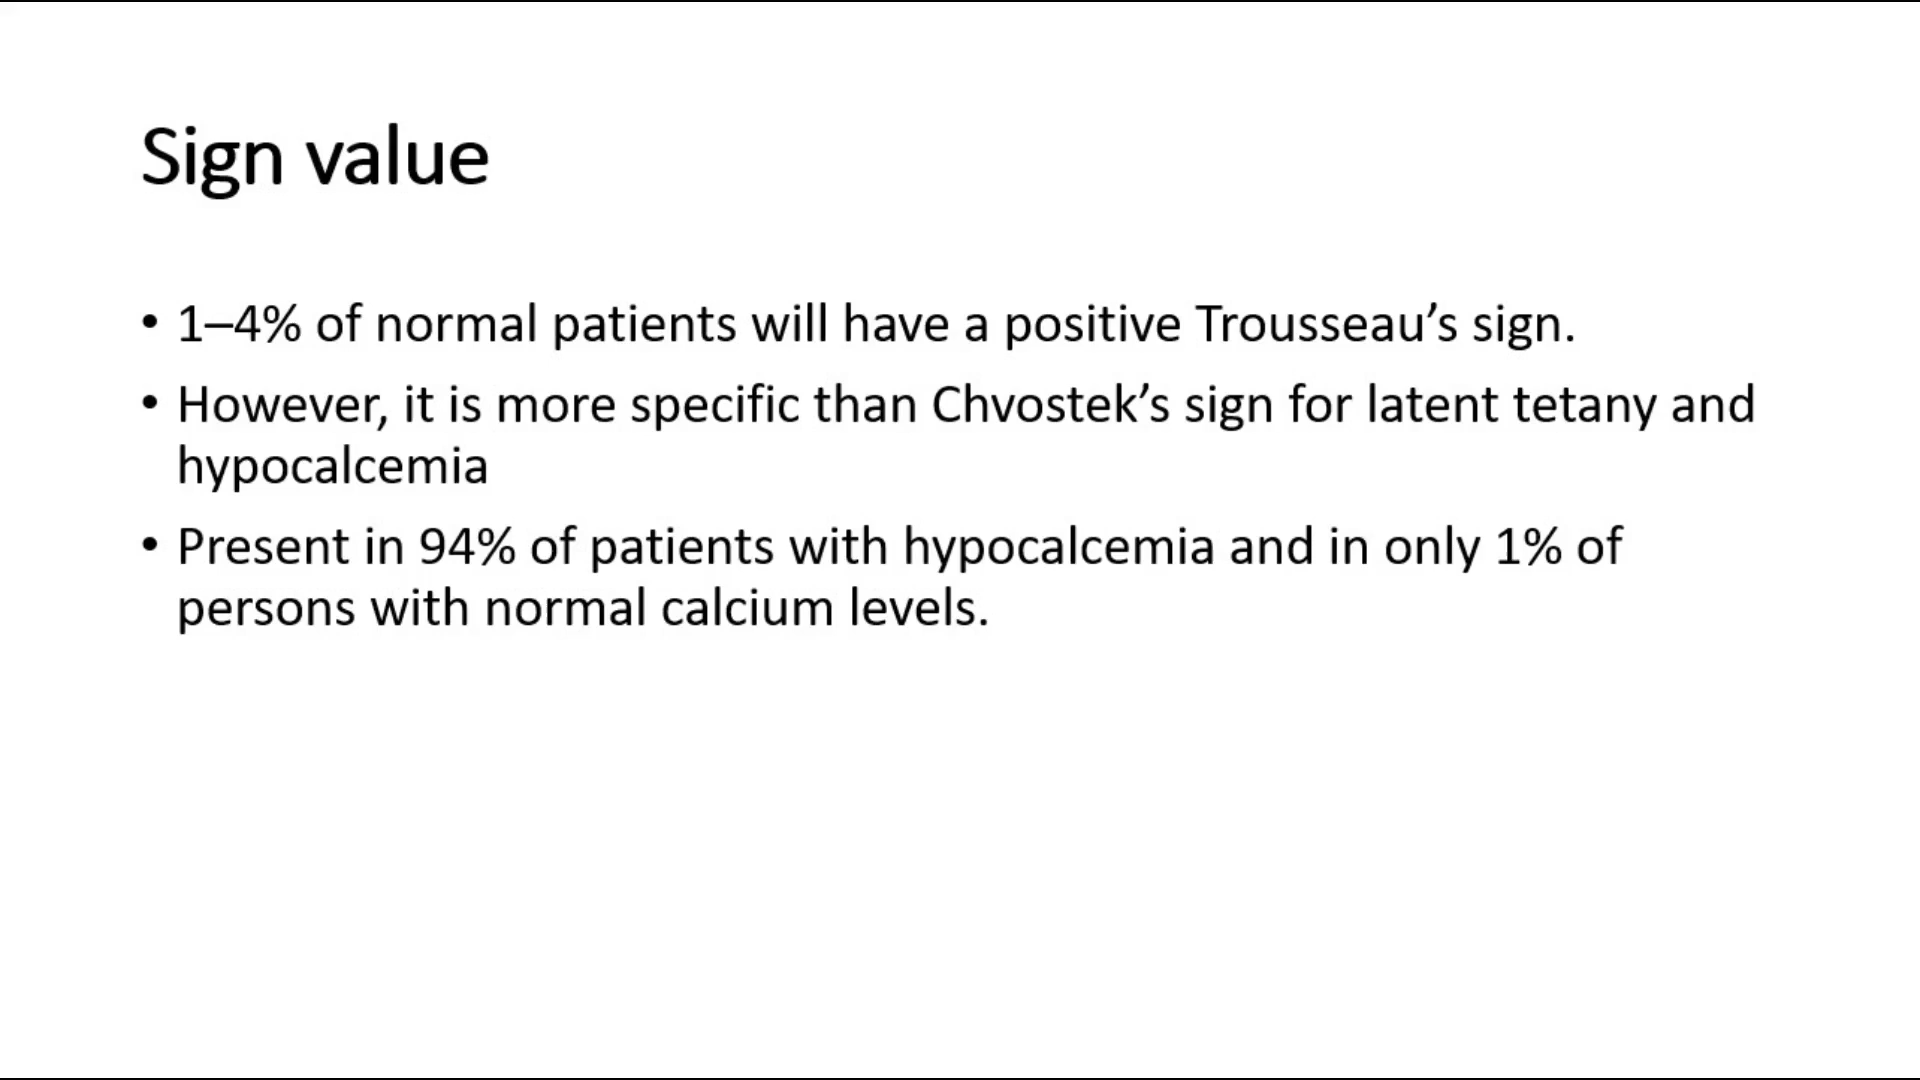 Sign value
• 1–4% of normal patients will have a positive Trousseau’s sign.
• However, it is more specific than Chvostek’s sign for latent tetany and
hypocalcemia
• Present in 94% of patients with hypocalcemia and in only 1% of
persons with normal calcium levels.